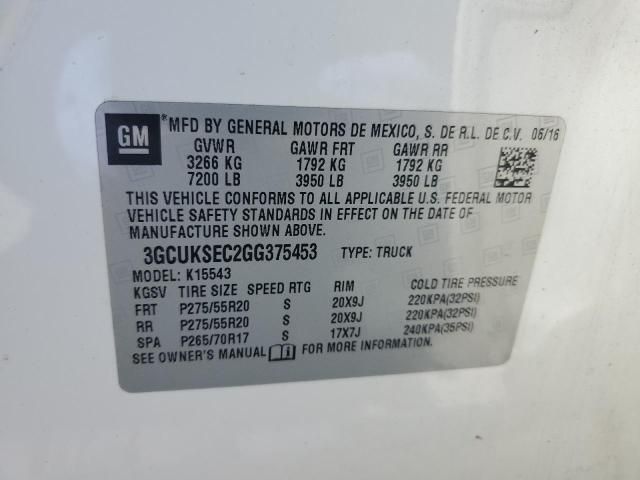 GM ® MFD BY GENERAL MOTORS DE MEXICO, S. DE R.L. DE C.V. 06/16
GVWR GAWR FRT GAWR RR
3266 KG 1792 KG 1792 KG
7200 LB 3950 LB 3950 LB
THIS VEHICLE CONFORMS TO ALL APPLICABLE U.S. FEDERAL MOTOR
VEHICLE SAFETY STANDARDS IN EFFECT ON THE DATE OF
MANUFACTURE SHOWN ABOVE.
3GCUKSEC2GG375453 TYPE: TRUCK
MODEL: K15543
KGSV TIRE SIZE SPEED RTG RIM COLD TIRE PRESSURE
FRT P275/55R20 S 20X9J 220KPA(32PSI)
RR P275/55R20 S 20X9J 220KPA(32PSI)
SPA P265/70R17 S 17X7J 240KPA(35PSI)
SEE OWNER'S MANUAL FOR MORE INFORMATION.